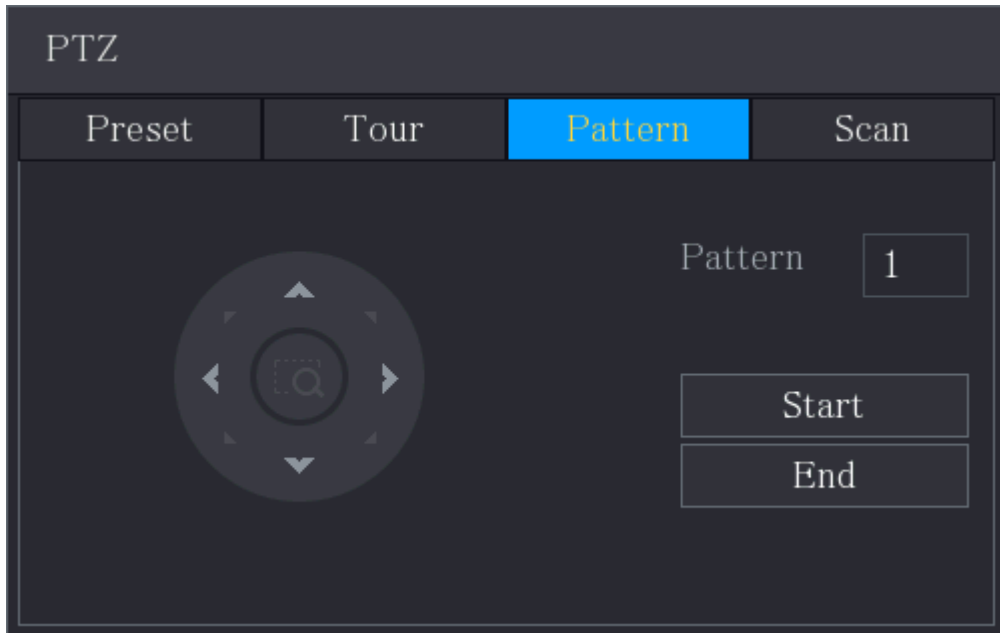 PTZ
Preset Tour Pattern Scan
Pattern 1
Start
End